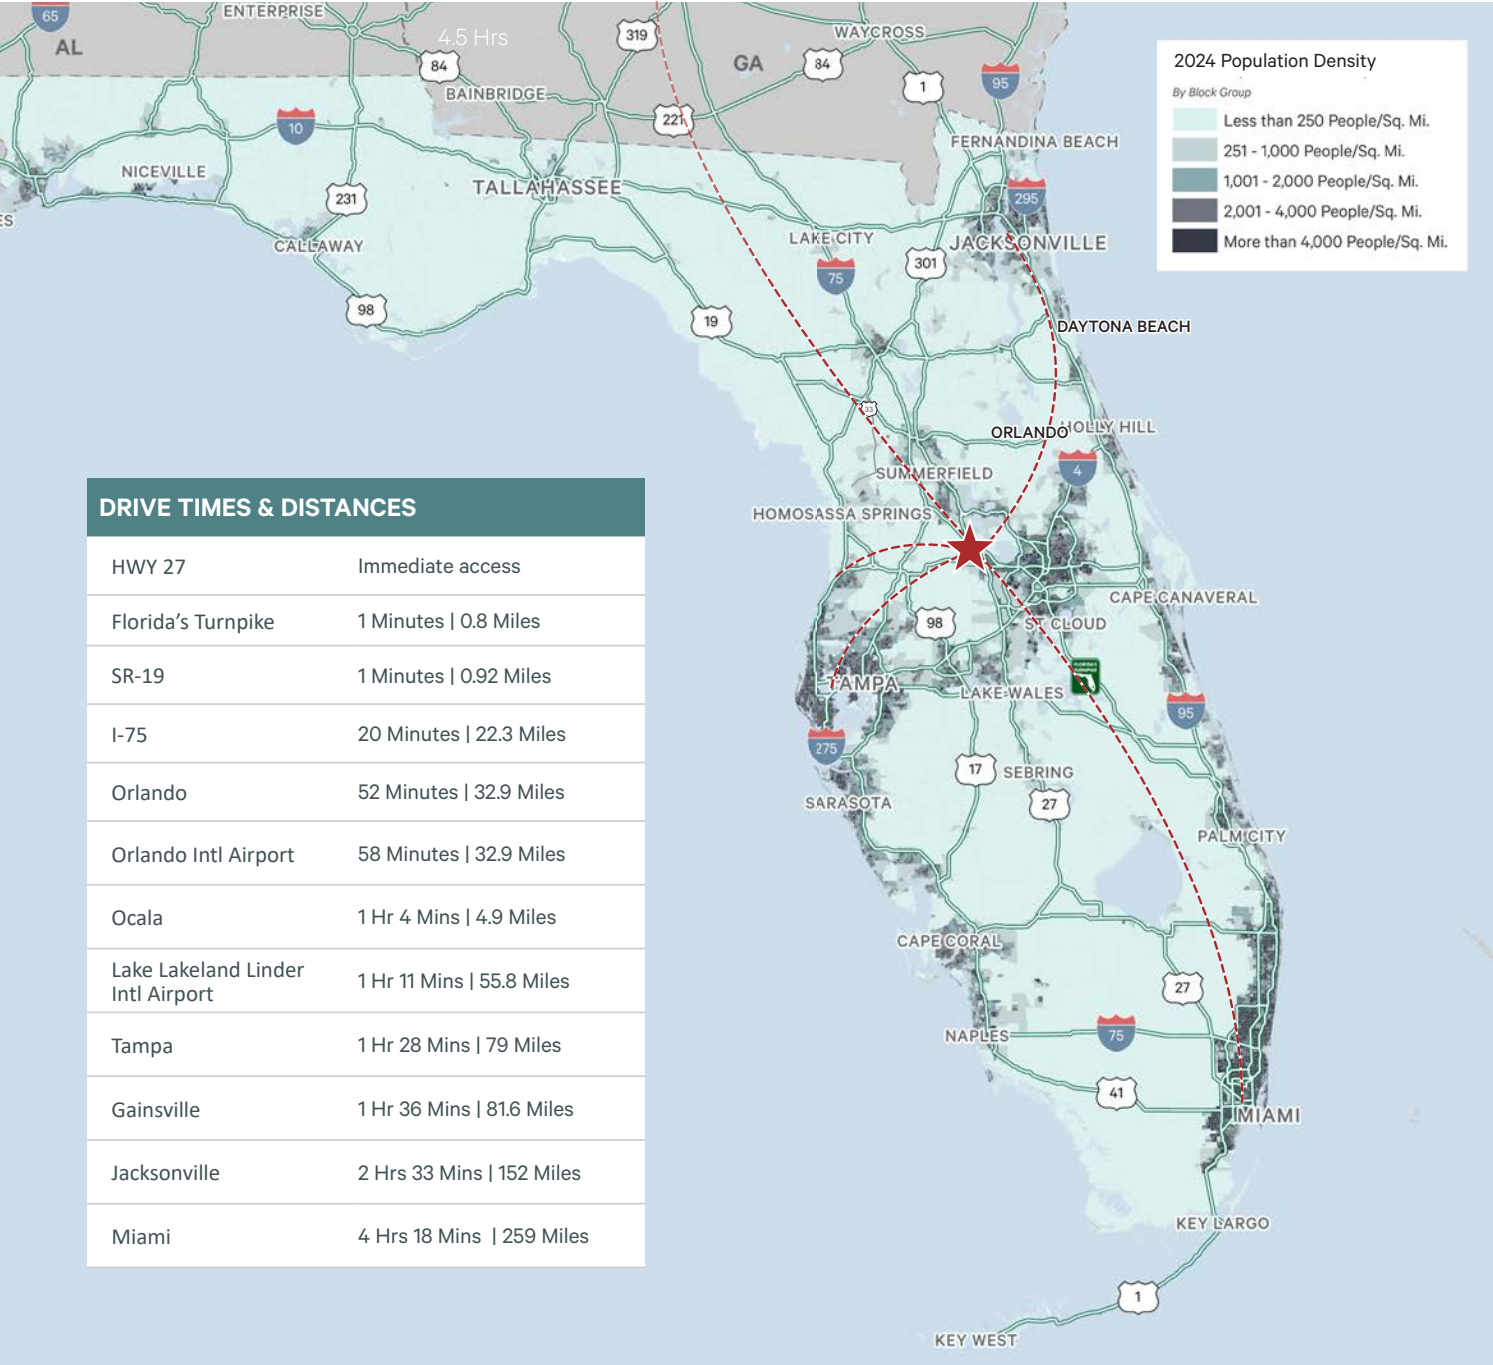 65
ENTERPRISE
AL
4.5 Hrs
319
WAYCROSS
84
GA
84
BAINBRIDGE
1
95
221
10
FERNANDINA BEACH
NICEVILLE
TALLAHASSEE
231
295
ES
CALLAWAY
LAKE CITY
JACKSONVILLE
301
75
98
19
DAYTONA BEACH
33
ORLANDO
HOLLY HILL
4
SUMMERFIELD
HOMOSASSA SPRINGS
CAPE CANAVERAL
98
ST CLOUD
FLORIDA'S
TURNPIKE
TAMPA
LAKE WALES
95
275
17
SEBRING
27
SARASOTA
PALM CITY
CAPE CORAL
27
NAPLES
75
41
MIAMI
KEY LARGO
1
KEY WEST
2024 Population Density
By Block Group
Less than 250 People/Sq. Mi.
251 - 1,000 People/Sq. Mi.
1,001 - 2,000 People/Sq. Mi.
2,001 - 4,000 People/Sq. Mi.
More than 4,000 People/Sq. Mi.
DRIVE TIMES & DISTANCES
HWY 27 Immediate access
Florida's Turnpike 1 Minutes | 0.8 Miles
SR-19 1 Minutes | 0.92 Miles
I-75 20 Minutes | 22.3 Miles
Orlando 52 Minutes | 32.9 Miles
Orlando Intl Airport 58 Minutes | 32.9 Miles
Ocala 1 Hr 4 Mins | 4.9 Miles
Lake Lakeland Linder
Intl Airport 1 Hr 11 Mins | 55.8 Miles
Tampa 1 Hr 28 Mins | 79 Miles
Gainsville 1 Hr 36 Mins | 81.6 Miles
Jacksonville 2 Hrs 33 Mins | 152 Miles
Miami 4 Hrs 18 Mins | 259 Miles